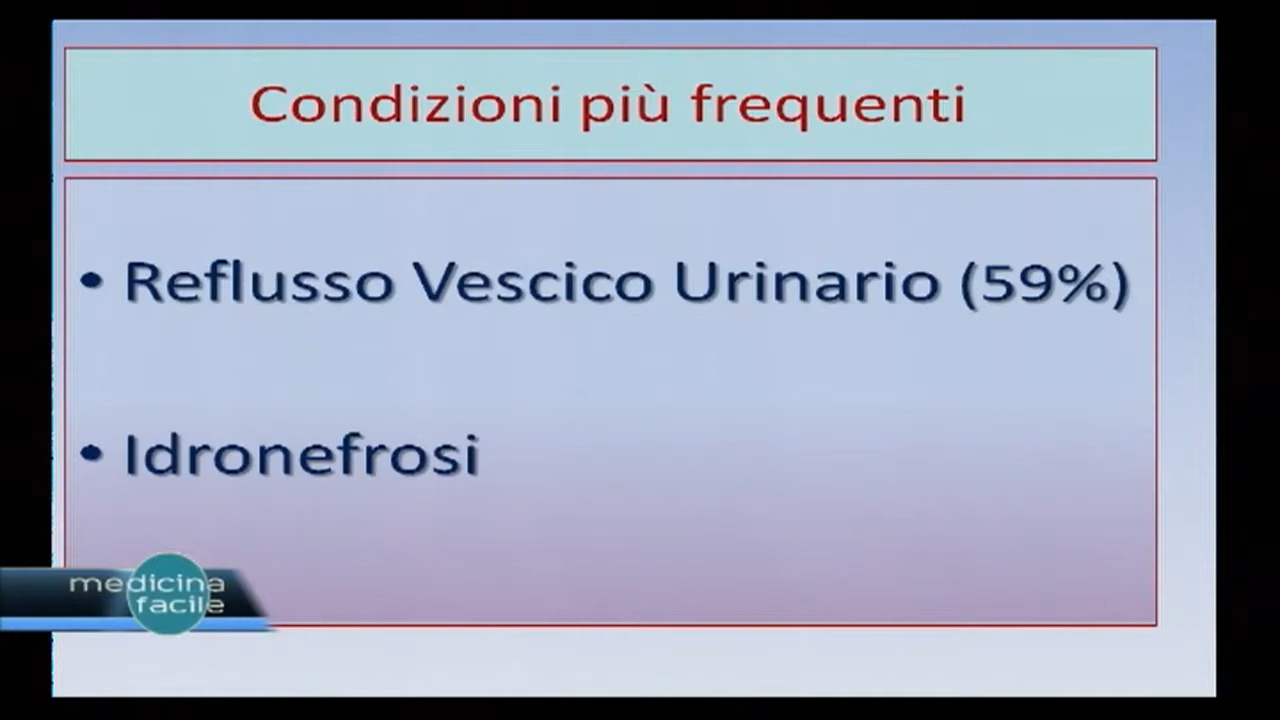 Condizioni più frequenti
• Reflusso Vescico Urinario (59%)
• Idronefrosi
medicina
facile